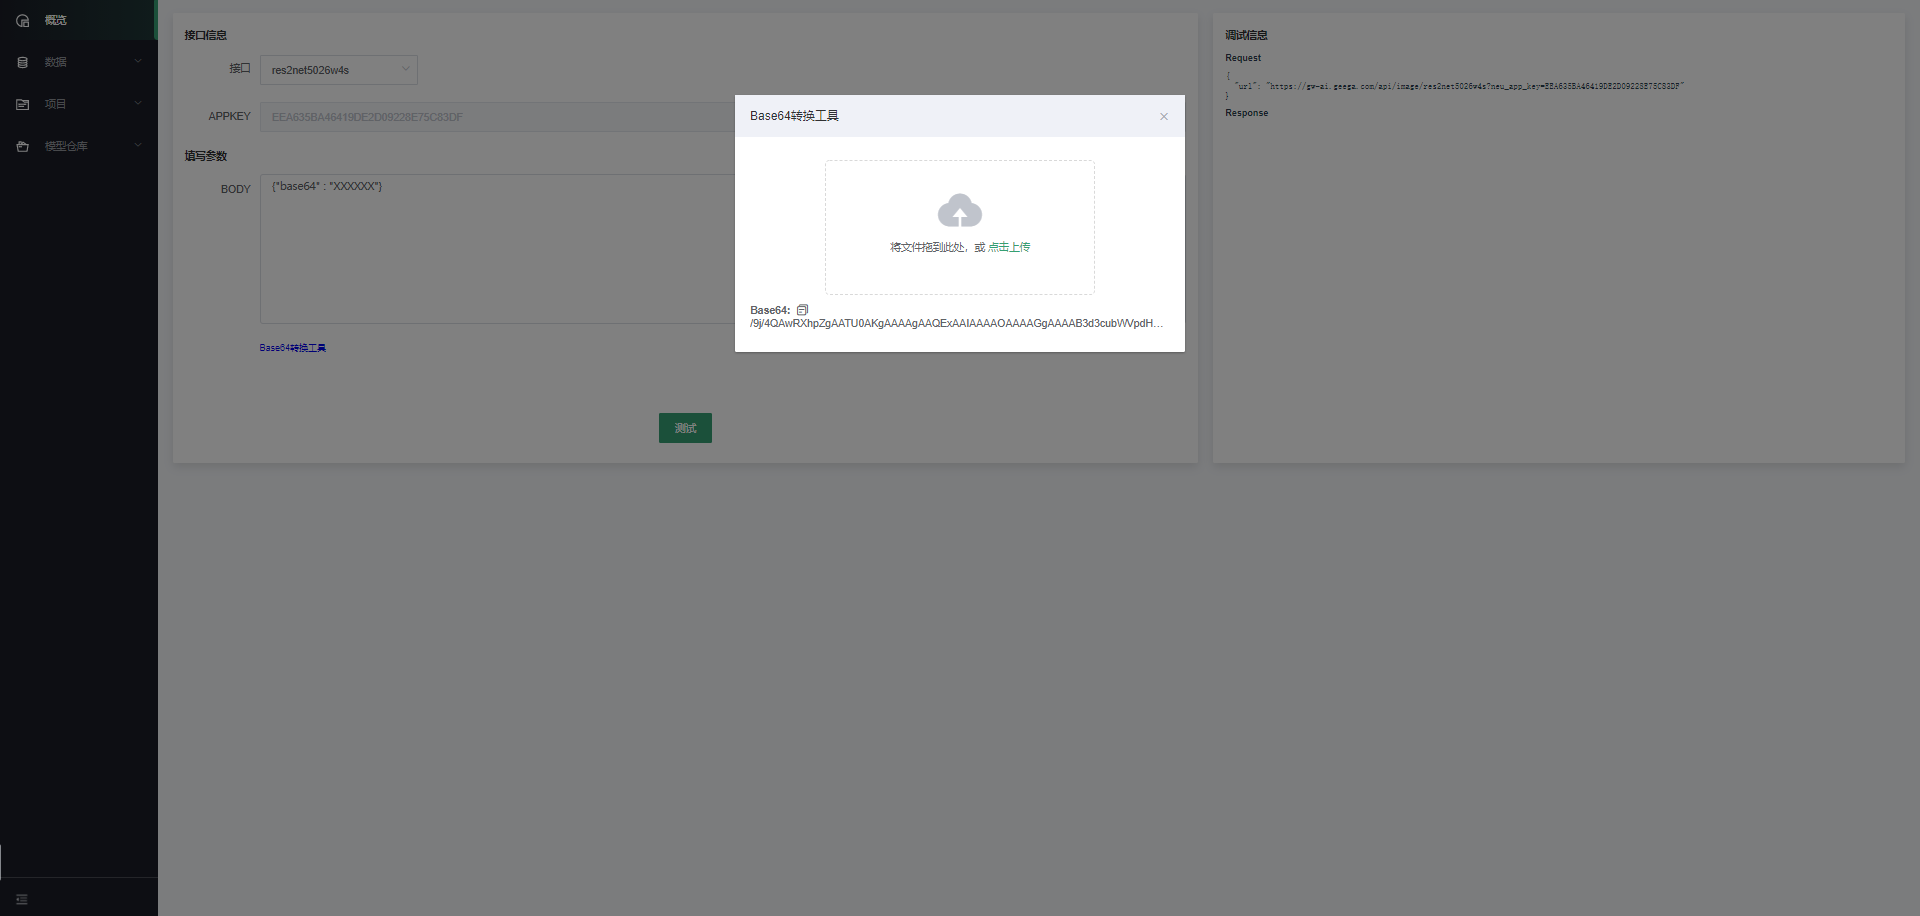 概览
数据
项目
模型仓库
接口信息
接口
res2net5026w4s
APPKEY
EEA635BA46419DE2D09228E75C83DF
填写参数
BODY
{"base64" : "XXXXXX"}
Base64转换工具
测试
Base64转换工具
将文件拖到此处，或 点击上传
Base64:
/9j/4QAwRXhpZgAATU0AKgAAAAgAAQExAAIAAAAOAAAAGgAAAAB3d3cubWVpdH...
调试信息
Request
{
"url": "https://gw-ai.geega.com/api/image/res2net5026w4s?neu_app_key=EEA635BA46419DE2D09228E75C83DF"
}
Response